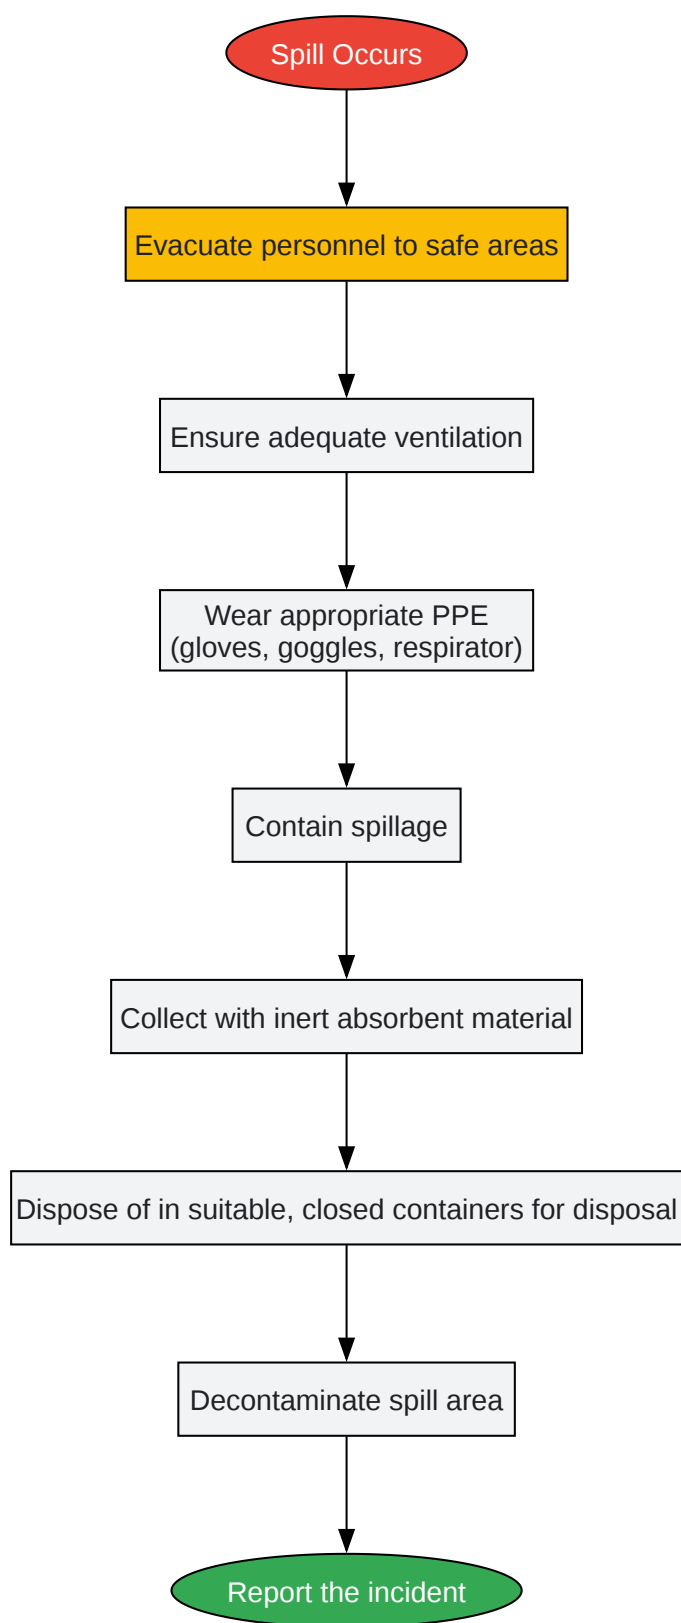 Spill Occurs
Evacuate personnel to safe areas
Ensure adequate ventilation
Wear appropriate PPE
(gloves, goggles, respirator)
Contain spillage
Collect with inert absorbent material
Dispose of in suitable, closed containers for disposal
Decontaminate spill area
Report the incident